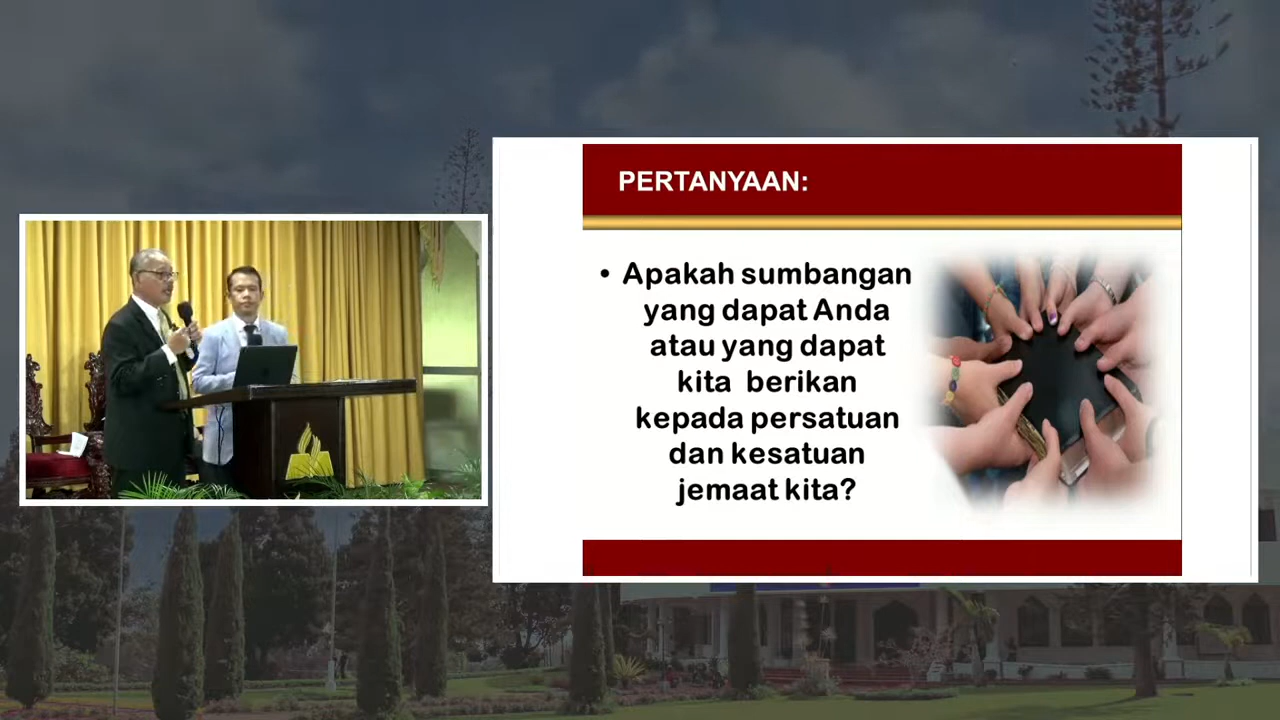 PERTANYAAN:
• Apakah sumbangan
yang dapat Anda
atau yang dapat
kita berikan
kepada persatuan
dan kesatuan
jemaat kita?